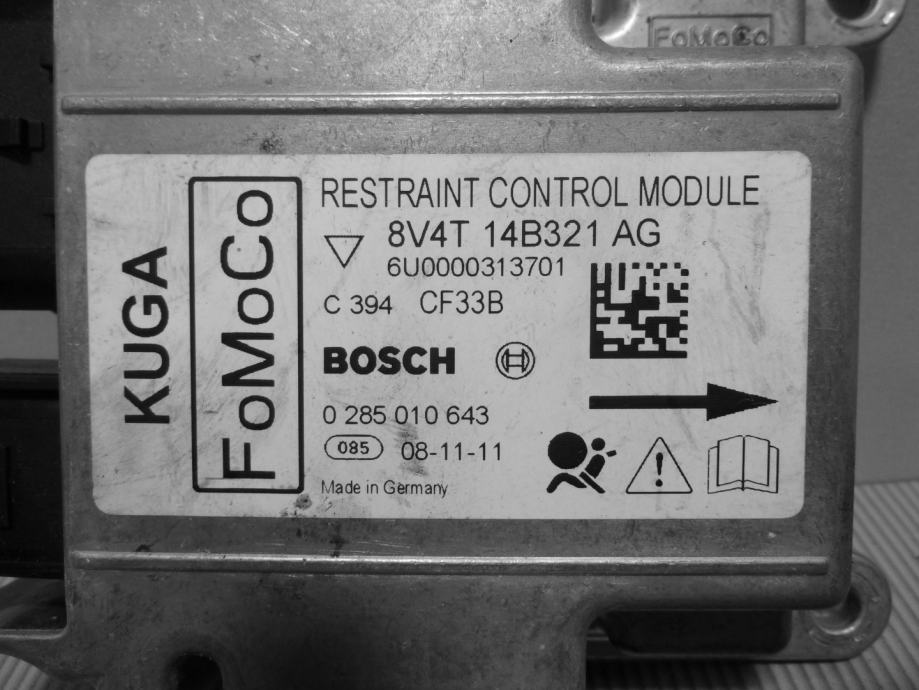 FoMoCo
KUGA
FoMoCo
RESTRAINT CONTROL MODULE
8V4T 14B321 AG
6U0000313701
C 394 CF33B
BOSCH
0 285 010 643
085 08-11-11
Made in Germany